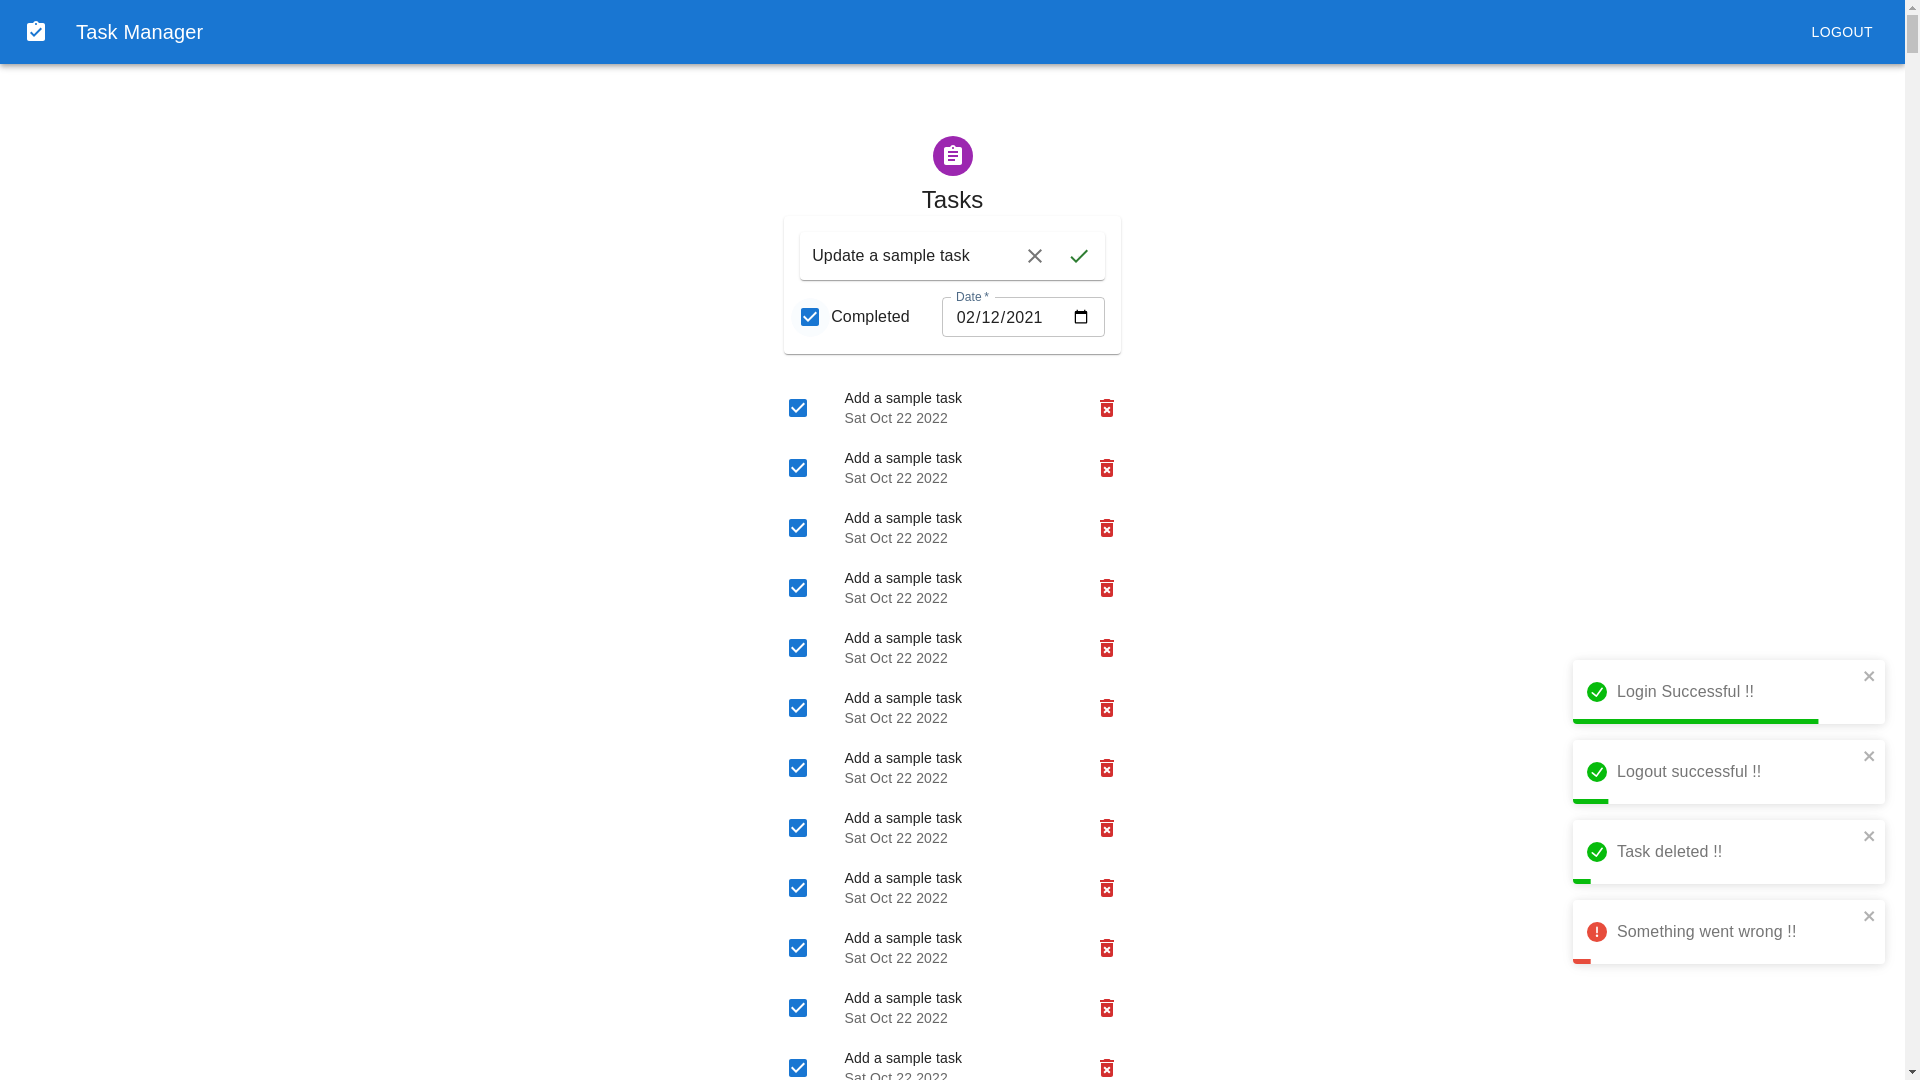 Task Manager
LOGOUT
Tasks
Update a sample task
Completed
Date *
02/12/2021
Add a sample task
Sat Oct 22 2022
Add a sample task
Sat Oct 22 2022
Add a sample task
Sat Oct 22 2022
Add a sample task
Sat Oct 22 2022
Add a sample task
Sat Oct 22 2022
Add a sample task
Sat Oct 22 2022
Add a sample task
Sat Oct 22 2022
Add a sample task
Sat Oct 22 2022
Add a sample task
Sat Oct 22 2022
Add a sample task
Sat Oct 22 2022
Add a sample task
Sat Oct 22 2022
Add a sample task
Sat Oct 22 2022
Login Successful !!
Logout successful !!
Task deleted !!
Something went wrong !!